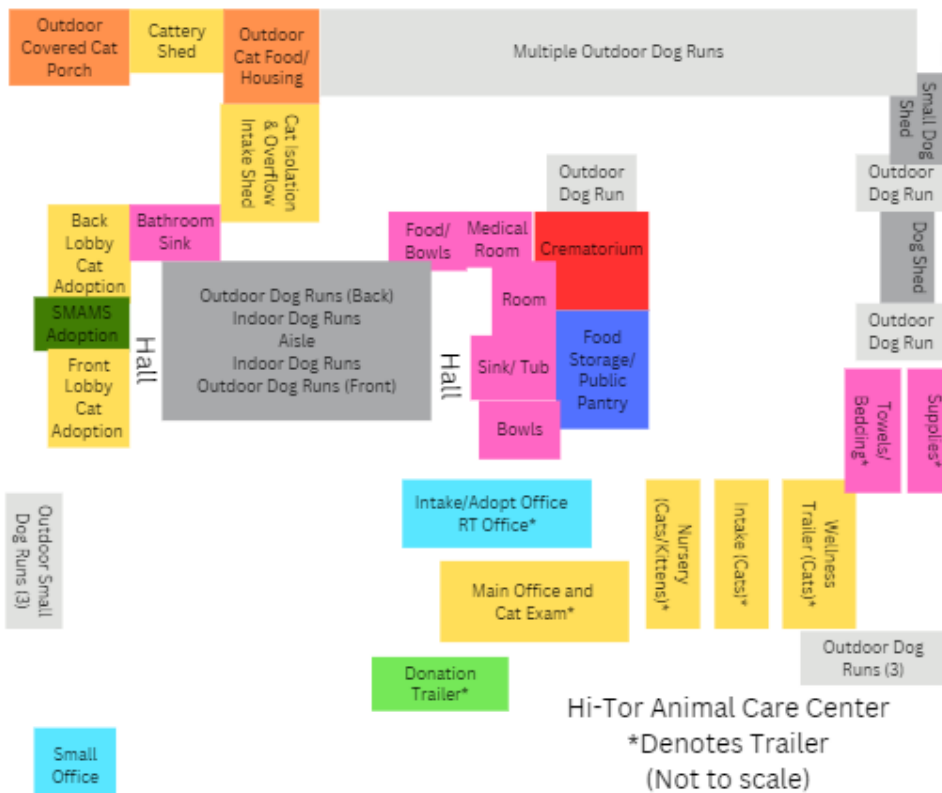 Outdoor
Covered Cat
Porch
Cattery
Shed
Outdoor
Cat Food/
Housing
Multiple Outdoor Dog Runs
Small Dog
Shed
Cat Isolation
& Overflow
Intake Shed
Outdoor
Dog Run
Outdoor
Dog Run
Back
Lobby
Cat
Adoption
Bathroom
Sink
Food/
Bowls
Medical
Room
Crematorium
Dog Shed
Outdoor Dog Runs (Back)
Indoor Dog Runs
Aisle
Indoor Dog Runs
Outdoor Dog Runs (Front)
Room
SMAMS
Adoption
Hall
Hall
Food
Storage/
Public
Pantry
Outdoor
Dog Run
Front
Lobby
Cat
Adoption
Sink/ Tub
Bowls
Towels/
Bedding*
Supplies*
Outdoor Small
Dog Runs (3)
Intake/Adopt Office
RT Office*
Nursery
(Cats/Kittens)*
Intake (Cats)*
Wellness
Trailer (Cats)*
Main Office and
Cat Exam*
Outdoor Dog
Runs (3)
Donation
Trailer*
Small
Office
Hi-Tor Animal Care Center
*Denotes Trailer
(Not to scale)